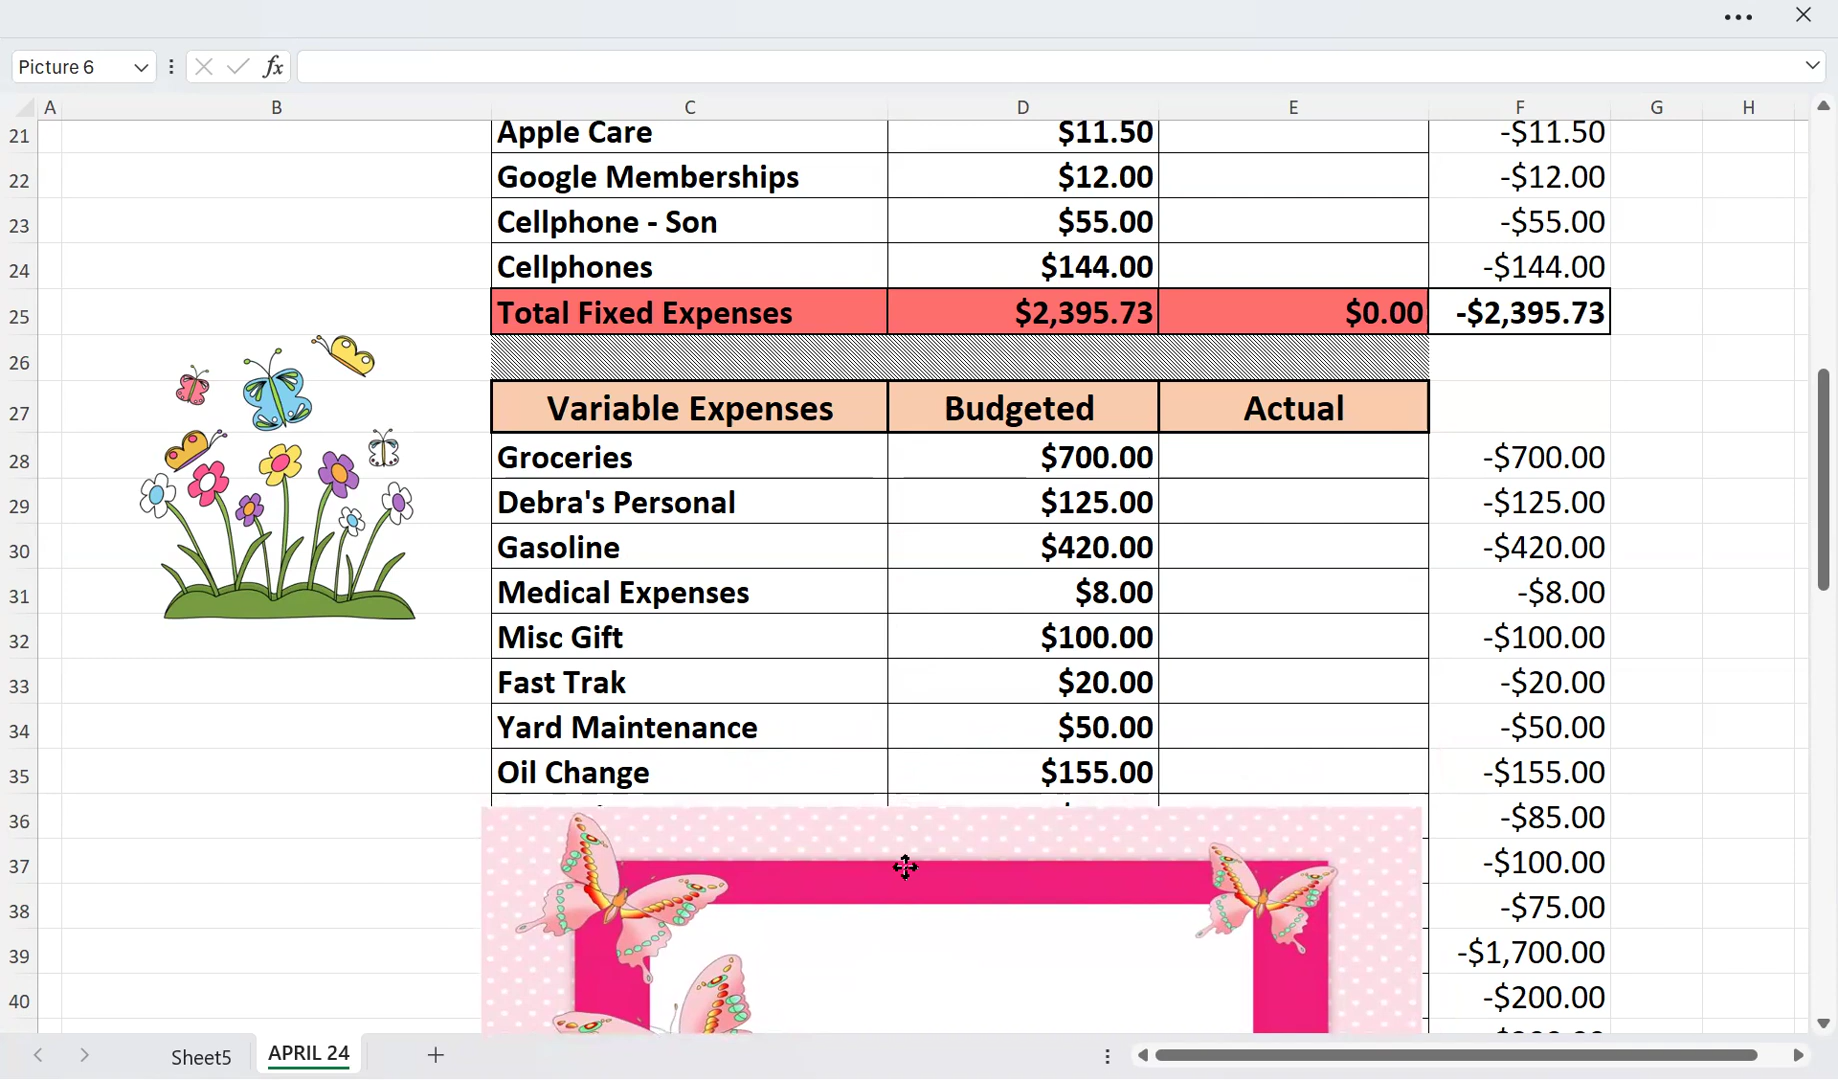 Picture 6 fx
A B C D E F G H
21 Apple Care $11.50 -$11.50
22 Google Memberships $12.00 -$12.00
23 Cellphone - Son $55.00 -$55.00
24 Cellphones $144.00 -$144.00
25 Total Fixed Expenses $2,395.73 $0.00 -$2,395.73
26
27 Variable Expenses Budgeted Actual
28 Groceries $700.00 -$700.00
29 Debra's Personal $125.00 -$125.00
30 Gasoline $420.00 -$420.00
31 Medical Expenses $8.00 -$8.00
32 Misc Gift $100.00 -$100.00
33 Fast Trak $20.00 -$20.00
34 Yard Maintenance $50.00 -$50.00
35 Oil Change $155.00 -$155.00
36 -$85.00
37 -$100.00
38 -$75.00
39 -$1,700.00
40 -$200.00
Sheet5 APRIL 24